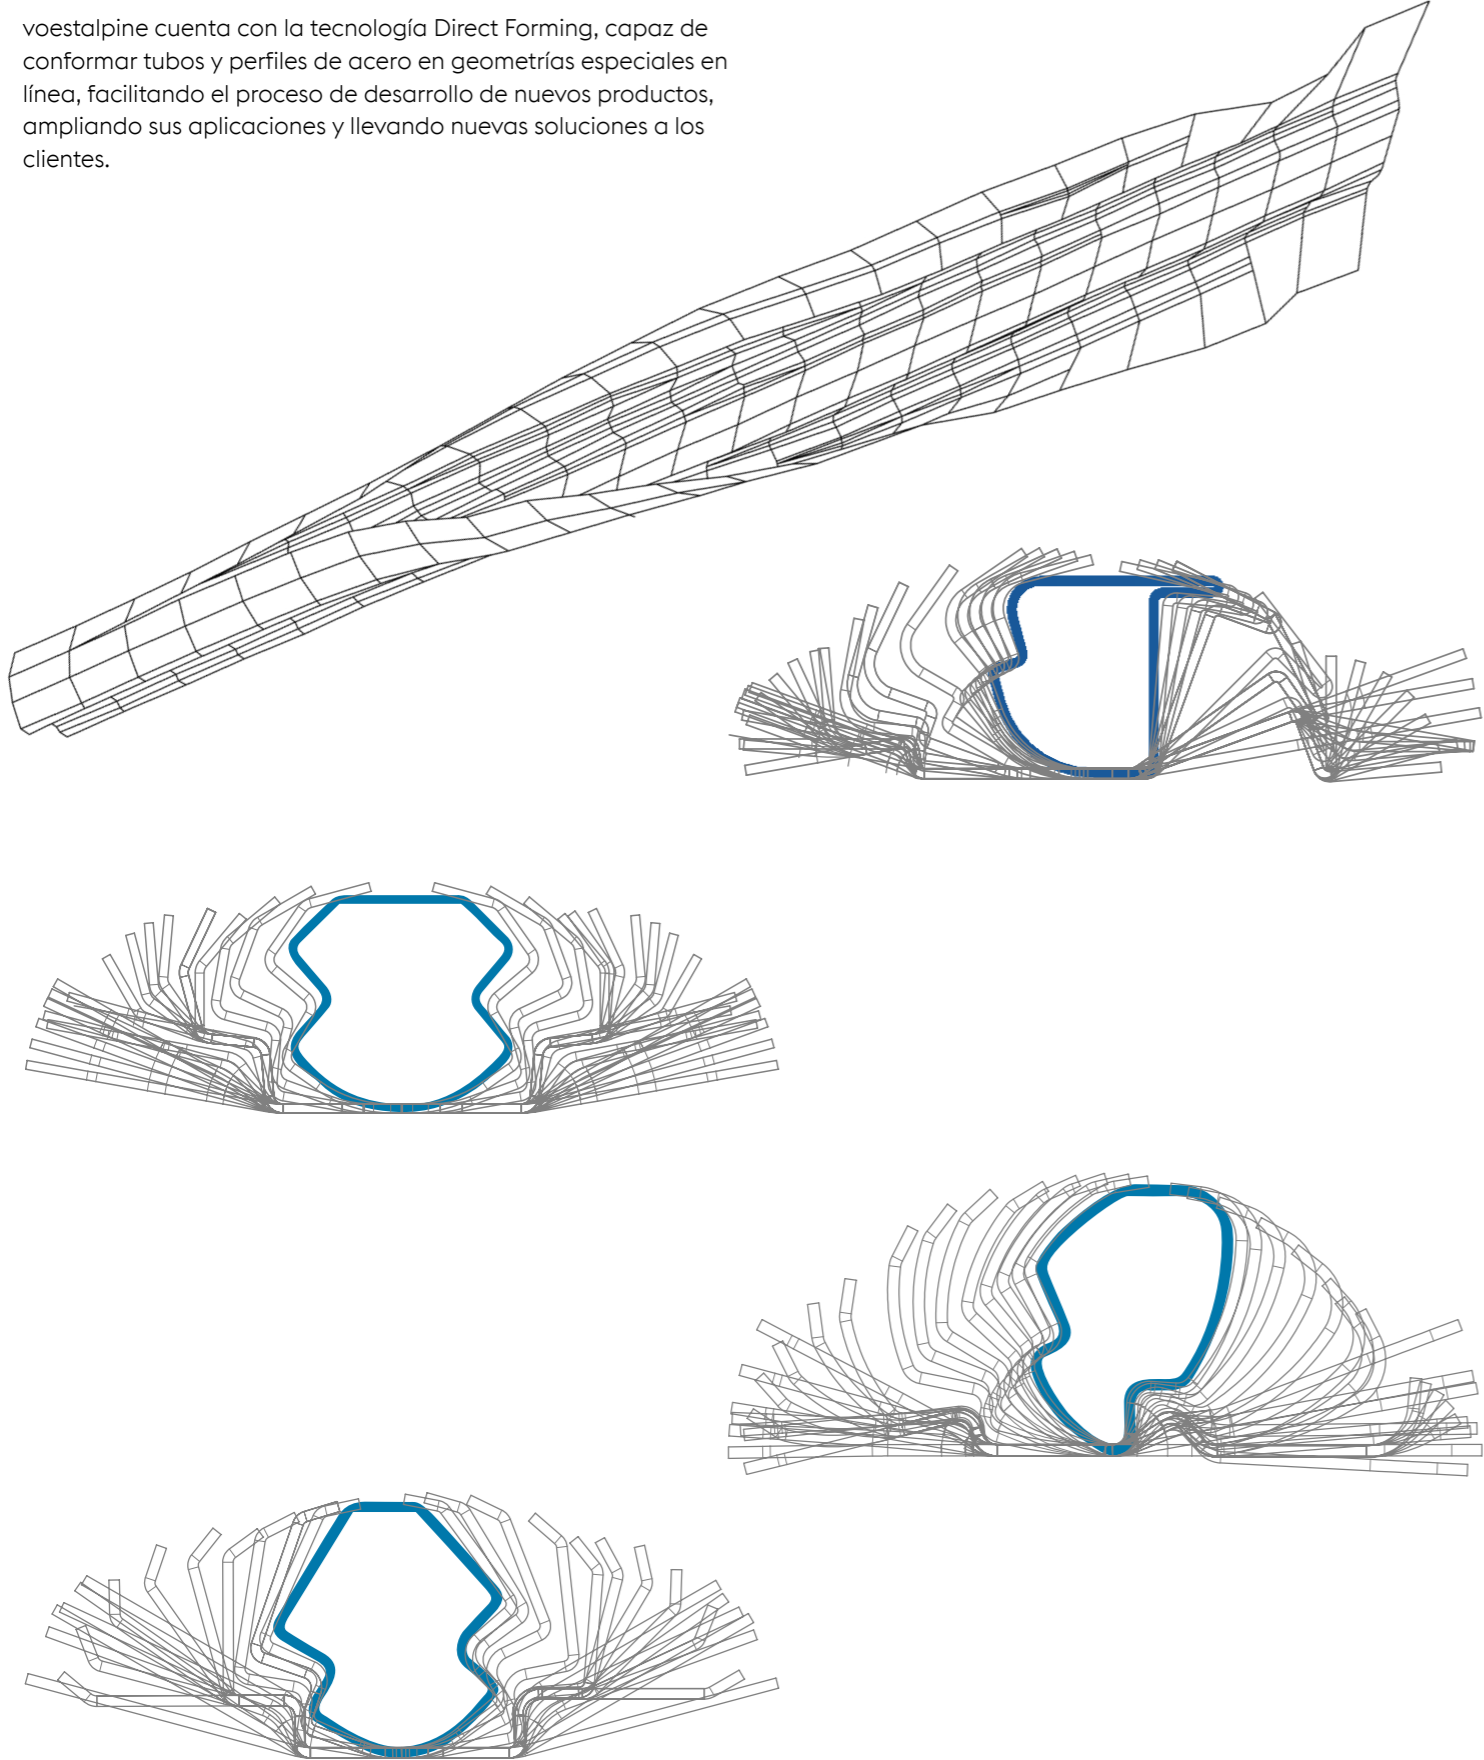 voestalpine cuenta con la tecnología Direct Forming, capaz de
conformar tubos y perfiles de acero en geometrías especiales en
línea, facilitando el proceso de desarrollo de nuevos productos,
ampliando sus aplicaciones y llevando nuevas soluciones a los
clientes.